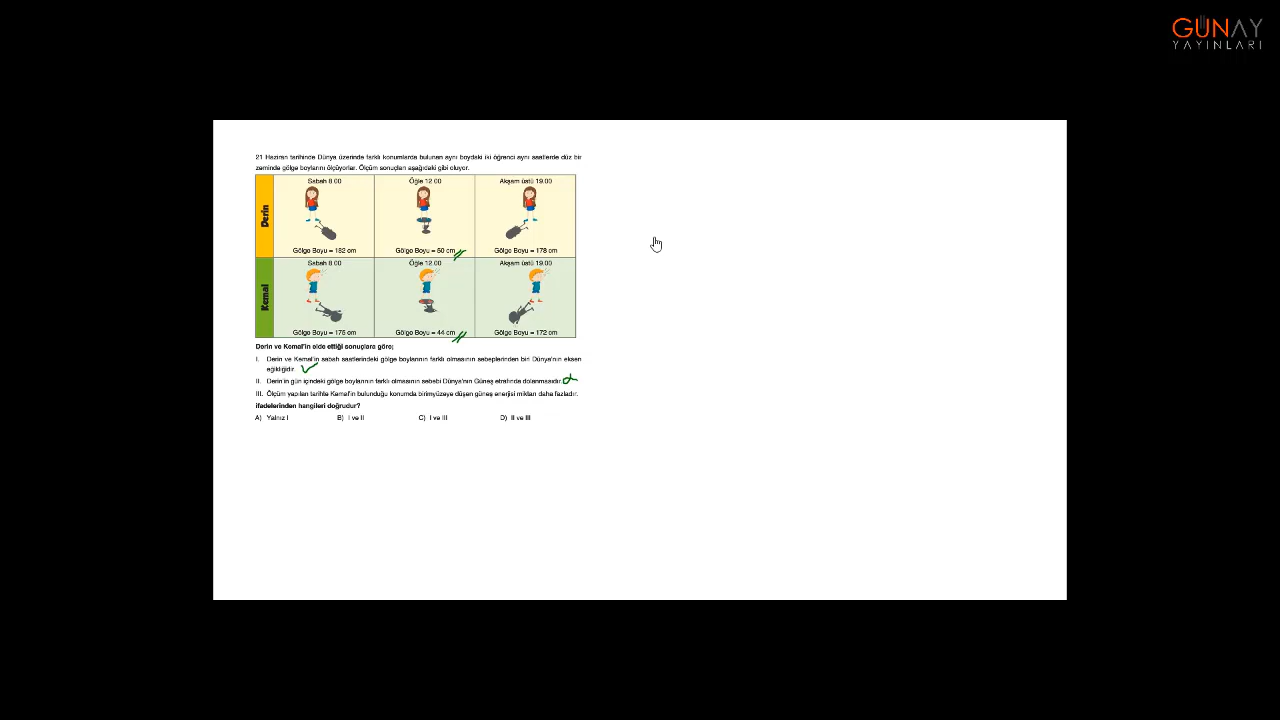 GÜNAY
YAYINLARI
21 Haziran tarihinde Dünya üzerinde farklı konumlarda bulunan aynı boydaki iki öğrenci aynı saatlerde düz bir
zeminde gölge boylarını ölçüyorlar. Ölçüm sonuçları aşağıdaki gibi oluyor.
Derin
Sabah 8.00
Öğle 12.00
Akşam üstü 19.00
Gölge Boyu = 182 cm
Gölge Boyu = 50 cm
Gölge Boyu = 178 cm
Kemal
Sabah 8.00
Öğle 12.00
Akşam üstü 19.00
Gölge Boyu = 175 cm
Gölge Boyu = 44 cm
Gölge Boyu = 172 cm
Derin ve Kemal'in elde ettiği sonuçlara göre;
I. Derin ve Kemal'in sabah saatlerindeki gölge boylarının farklı olmasının sebeplerinden biri Dünya'nın eksen
eğikliğidir.
II. Derin'in gün içindeki gölge boylarının farklı olmasının sebebi Dünya'nın Güneş etrafında dolanmasıdır.
III. Ölçüm yapılan tarihte Kemal'in bulunduğu konumda birimyüzeye düşen güneş enerjisi miktarı daha fazladır.
ifadelerinden hangileri doğrudur?
A) Yalnız I B) I ve II C) I ve III D) II ve III